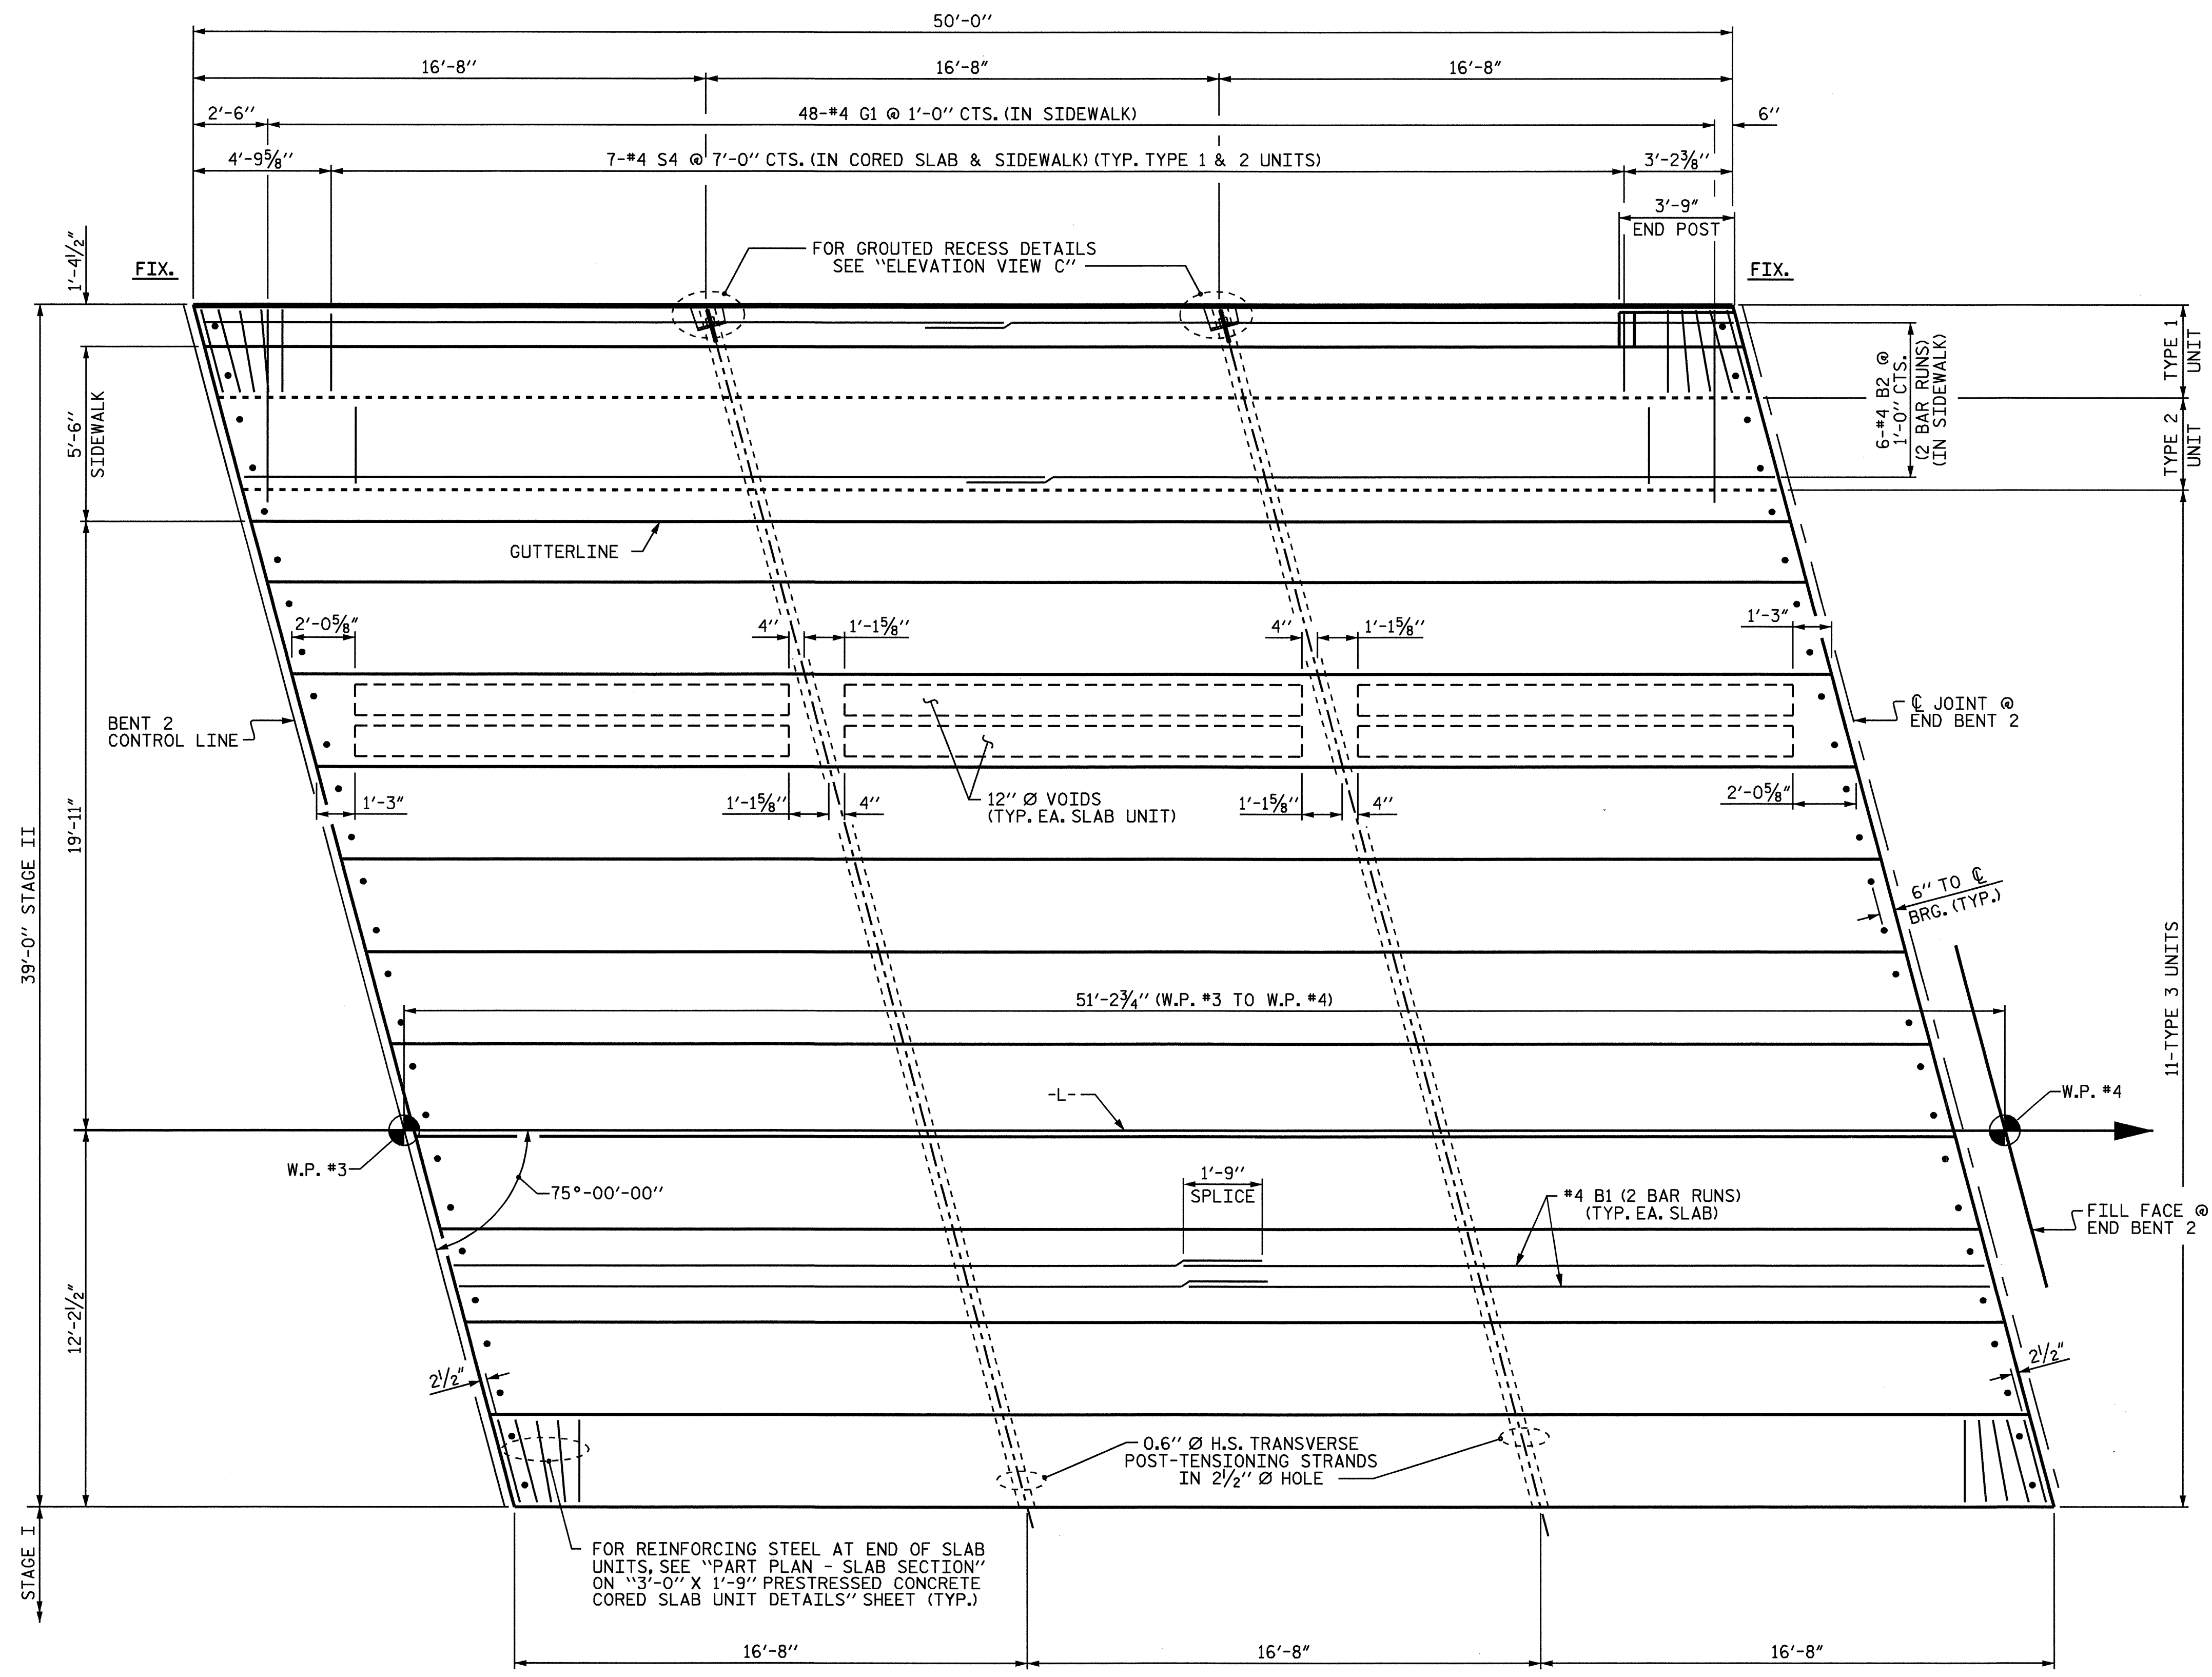 50'-0"
16'-8"
16'-8"
16'-8"
2'-6"
48-#4 G1 @ 1'-0" CTS. (IN SIDEWALK)
6"
4'-9⅝"
7-#4 S4 @ 7'-0" CTS. (IN CORED SLAB & SIDEWALK) (TYP. TYPE 1 & 2 UNITS)
3'-2⅜"
3'-9"
END POST
1'-4½"
FIX.
FOR GROUTED RECESS DETAILS
SEE "ELEVATION VIEW C"
FIX.
TYPE 1
UNIT
6-#4 B2 @
1'-0" CTS.
(2 BAR RUNS)
(IN SIDEWALK)
5'-6"
SIDEWALK
TYPE 2
UNIT
GUTTERLINE
2'-0⅝"
4"
1'-1⅝"
4"
1'-1⅝"
1'-3"
BENT 2
CONTROL LINE
℄ JOINT @
END BENT 2
1'-3"
1'-1⅝"
4"
12" Ø VOIDS
(TYP. EA. SLAB UNIT)
1'-1⅝"
4"
2'-0⅝"
19'-11"
39'-0" STAGE II
6" TO ℄
BRG. (TYP.)
11-TYPE 3 UNITS
51'-2¾" (W.P. #3 TO W.P. #4)
-L-
W.P. #4
W.P. #3
75°-00'-00"
1'-9"
SPLICE
#4 B1 (2 BAR RUNS)
(TYP. EA. SLAB)
FILL FACE @
END BENT 2
12'-2½"
2½"
2½"
0.6" Ø H.S. TRANSVERSE
POST-TENSIONING STRANDS
IN 2½" Ø HOLE
STAGE I
FOR REINFORCING STEEL AT END OF SLAB
UNITS, SEE "PART PLAN - SLAB SECTION"
ON "3'-0" X 1'-9" PRESTRESSED CONCRETE
CORED SLAB UNIT DETAILS" SHEET (TYP.)
16'-8"
16'-8"
16'-8"